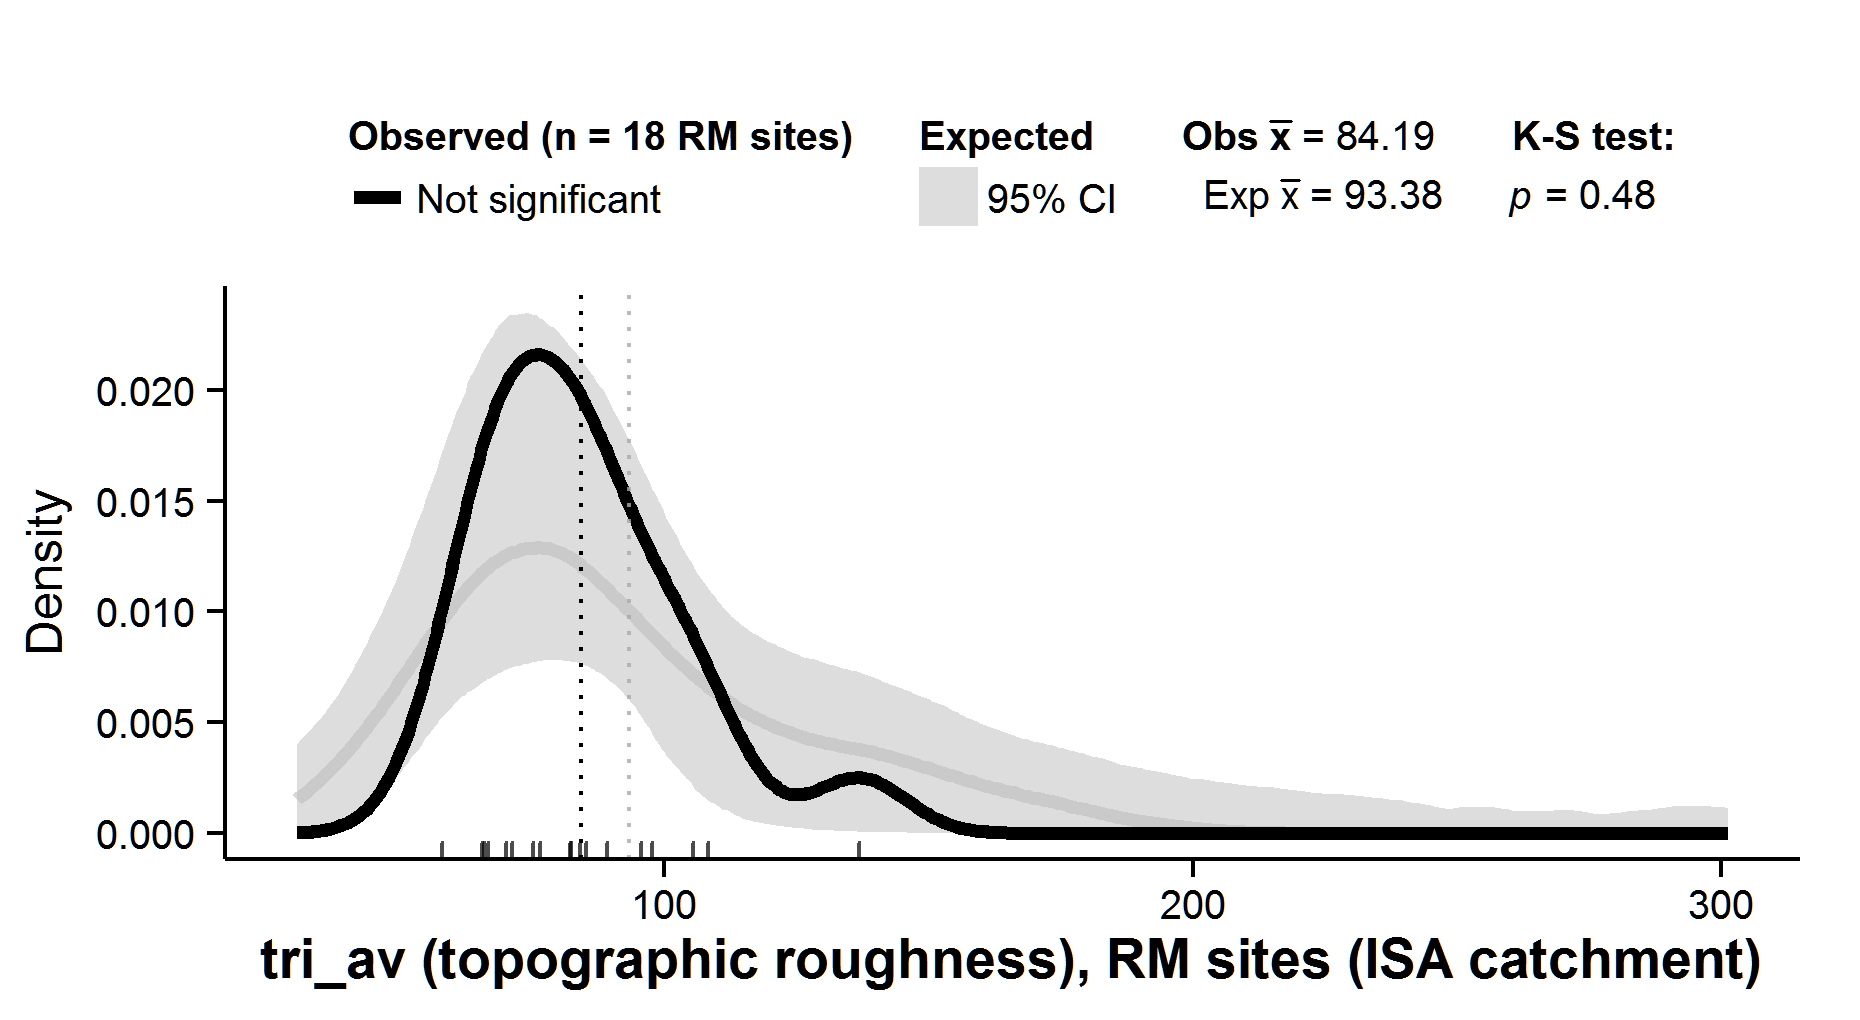 Observed (n = 18 RM sites) Expected Obs x̅ = 84.19 K-S test:
Not significant 95% CI Exp x̅ = 93.38 p = 0.48
Density
0.020
0.015
0.010
0.005
0.000
100 200 300
tri_av (topographic roughness), RM sites (ISA catchment)